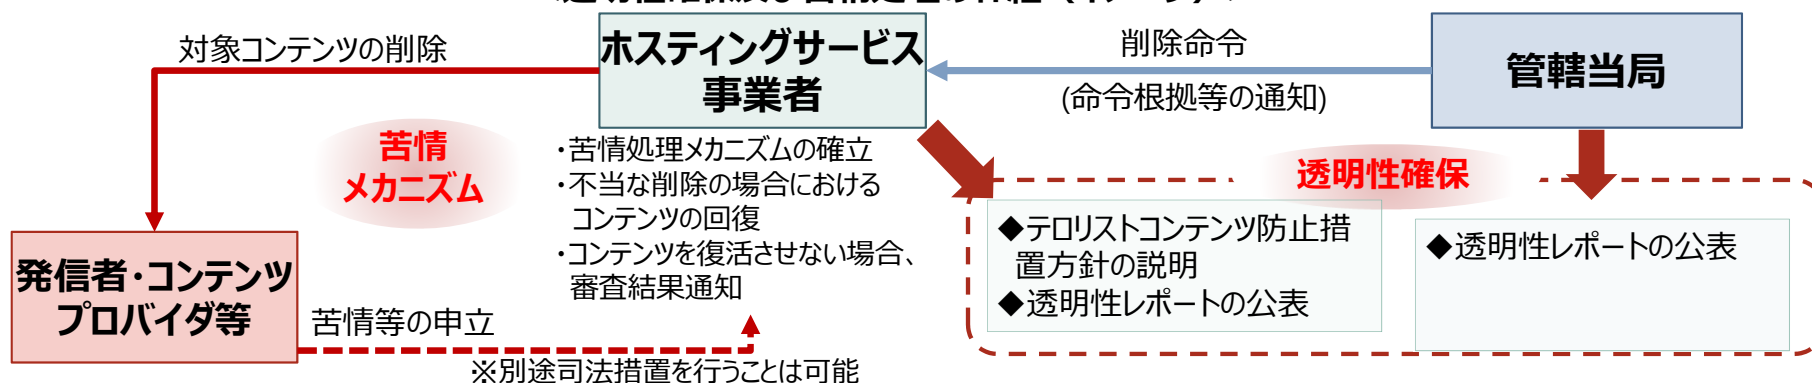 対象コンテンツの削除
ホスティングサービス
事業者
削除命令
(命令根拠等の通知)
管轄当局
苦情
メカニズム
・苦情処理メカニズムの確立
・不当な削除の場合における
コンテンツの回復
・コンテンツを復活させない場合、
審査結果通知
透明性確保
◆テロリストコンテンツ防止措
置方針の説明
◆透明性レポートの公表
◆透明性レポートの公表
発信者・コンテンツ
プロバイダ等
苦情等の申立
※別途司法措置を行うことは可能